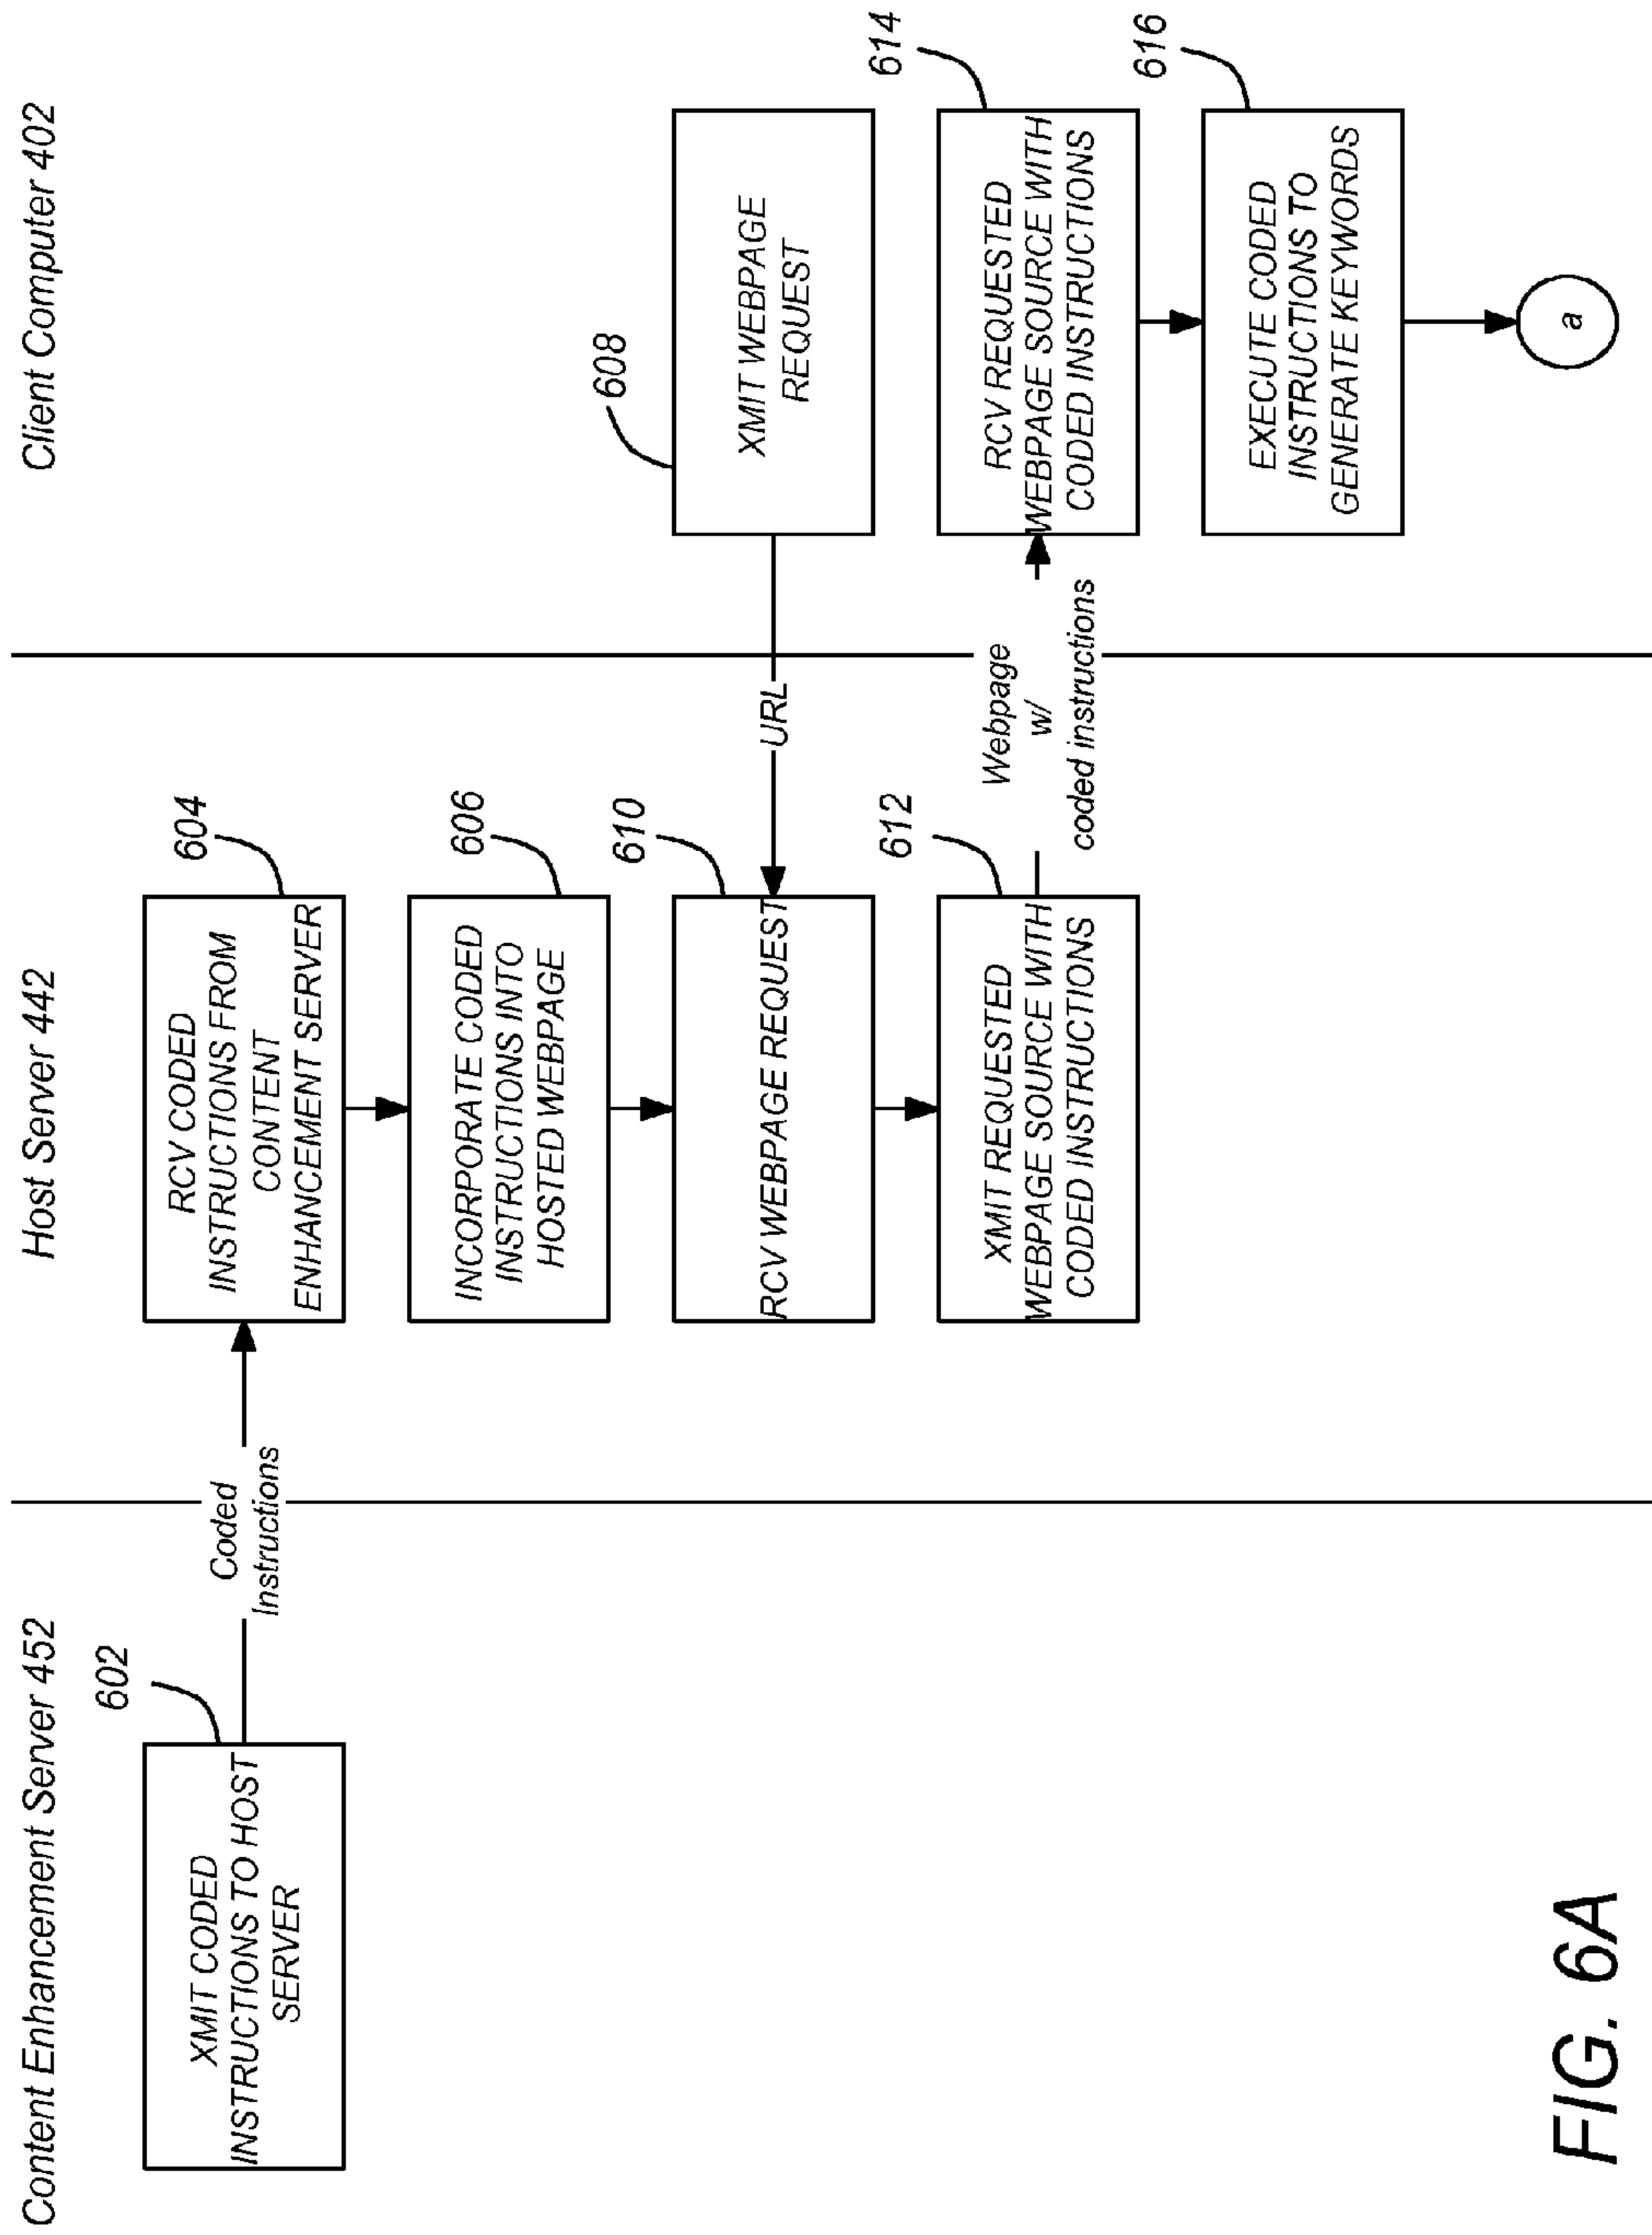 Content Enhancement Server 452
Host Server 442
Client Computer 402
602
XMIT CODED
INSTRUCTIONS TO HOST
SERVER
Coded
Instructions
604
RCV CODED
INSTRUCTIONS FROM
CONTENT
ENHANCEMENT SERVER
606
INCORPORATE CODED
INSTRUCTIONS INTO
HOSTED WEBPAGE
608
XMIT WEBPAGE
REQUEST
URL
610
RCV WEBPAGE REQUEST
612
XMIT REQUESTED
WEBPAGE SOURCE WITH
CODED INSTRUCTIONS
Webpage
w/
coded instructions
614
RCV REQUESTED
WEBPAGE SOURCE WITH
CODED INSTRUCTIONS
616
EXECUTE CODED
INSTRUCTIONS TO
GENERATE KEYWORDS
a
FIG. 6A